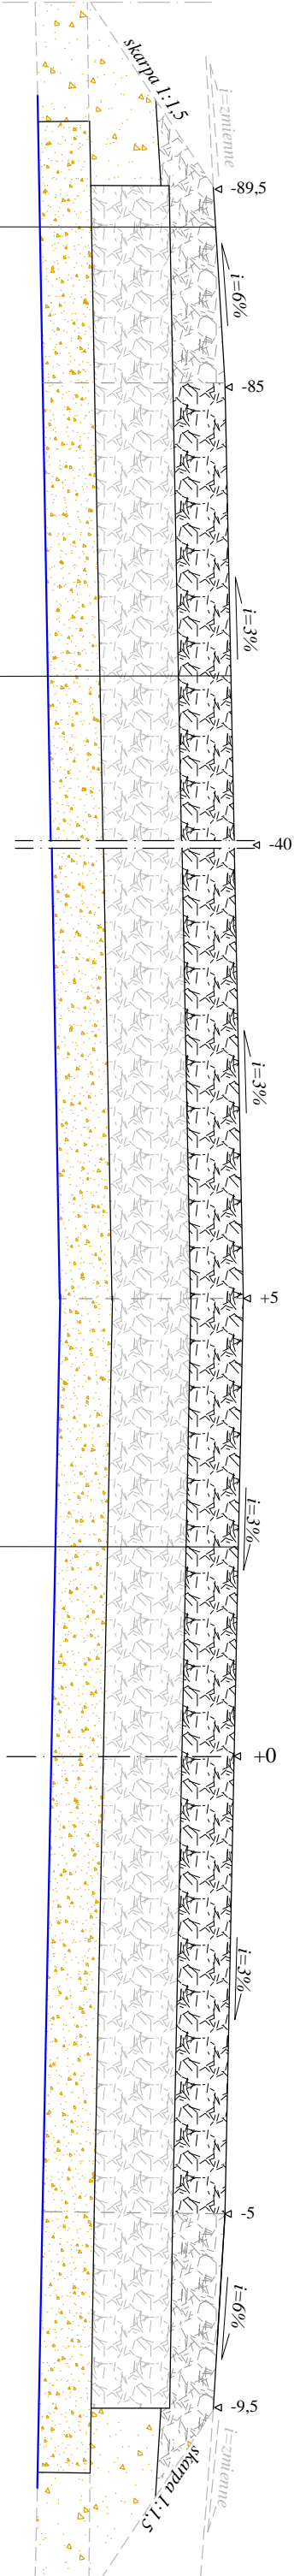 skarpa 1:1,5
i=zmienne
-89,5
i=6%
-85
i=3%
-40
i=3%
+5
i=3%
+0
i=3%
-5
i=6%
-9,5
i=zmienne
skarpa 1:1,5